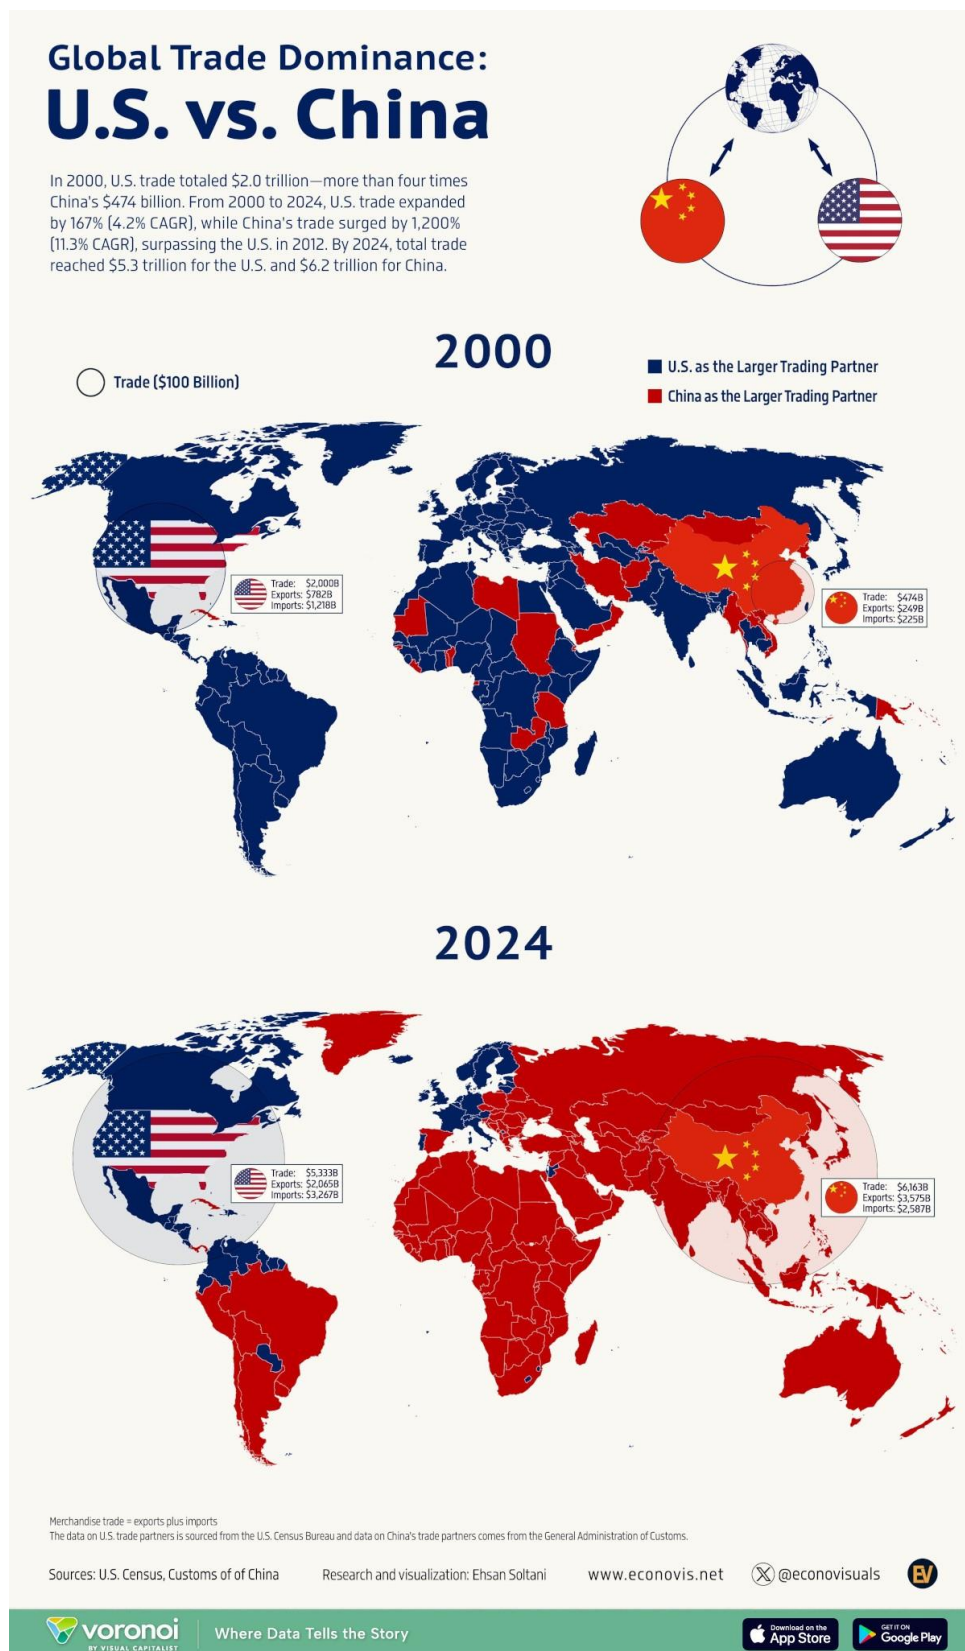 Global Trade Dominance:
U.S. vs. China
In 2000, U.S. trade totaled $2.0 trillion—more than four times
China's $474 billion. From 2000 to 2024, U.S. trade expanded
by 167% (4.2% CAGR), while China's trade surged by 1,200%
(11.3% CAGR), surpassing the U.S. in 2012. By 2024, total trade
reached $5.3 trillion for the U.S. and $6.2 trillion for China.
2000
Trade ($100 Billion)
U.S. as the Larger Trading Partner
China as the Larger Trading Partner
Trade: $2,000B
Exports: $782B
Imports: $1,218B
Trade: $474B
Exports: $249B
Imports: $225B
2024
Trade: $5,333B
Exports: $2,065B
Imports: $3,267B
Trade: $6,163B
Exports: $3,575B
Imports: $2,587B
Merchandise trade = exports plus imports
The data on U.S. trade partners is sourced from the U.S. Census Bureau and data on China's trade partners comes from the General Administration of Customs.
Sources: U.S. Census, Customs of of China
Research and visualization: Ehsan Soltani
www.econovis.net
@econovisuals
EV
voronoi
BY VISUAL CAPITALIST
Where Data Tells the Story
Download on the
App Store
GET IT ON
Google Play